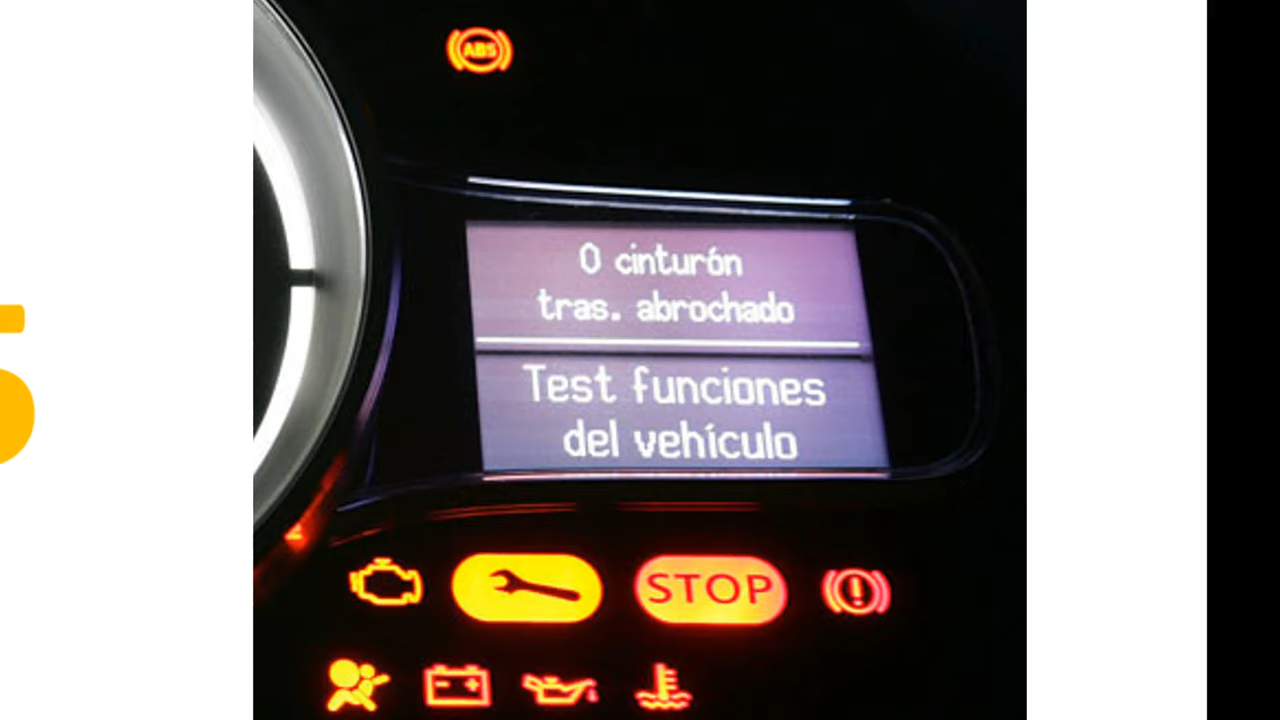 ABS
0 cinturón
tras. abrochado
Test funciones
del vehículo
STOP